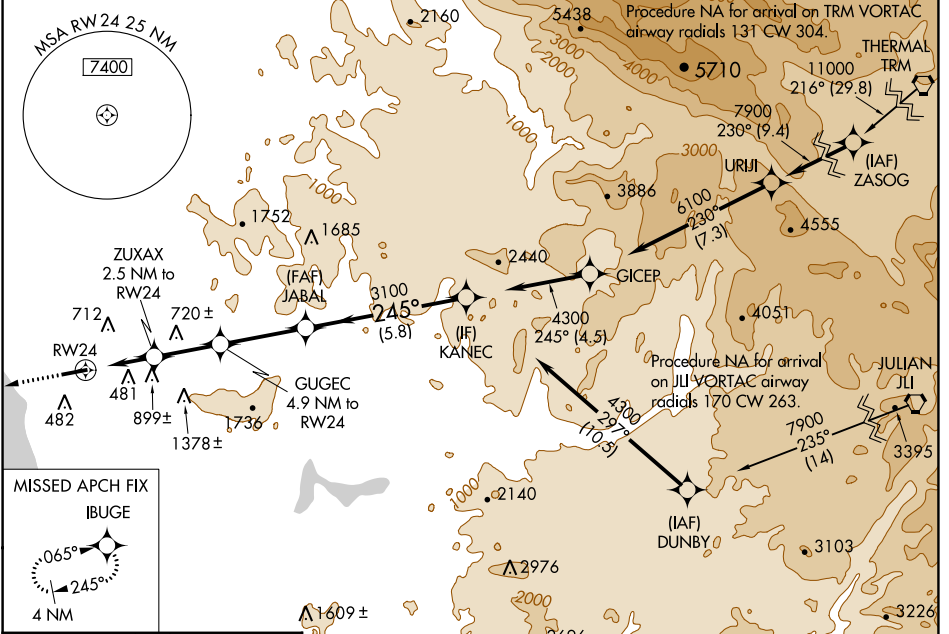 MSA RW24 25 NM
7400
2160
5438
Procedure NA for arrival on TRM VORTAC
airway radials 131 CW 304.
3000
2000
4000
5710
THERMAL
TRM
11000
216° (29.8)
7900
230° (9.4)
1000
3000
URIJI
(IAF)
ZASOG
1000
3886
6100
230°
(7.3)
4555
1752
1685
ZUXAX
2.5 NM to
RW24
(FAF)
JABAL
2440
GICEP
3100
245°
(5.8)
(IF)
KANEC
4300
245° (4.5)
4051
712
720 ±
RW24
481
482
899±
1378 ±
1736
GUGEC
4.9 NM to
RW24
Procedure NA for arrival
on JLI VORTAC airway
radials 170 CW 263.
JULIAN
JLI
4300
297°
(10.5)
7900
235°
(14)
3395
MISSED APCH FIX
IBUGE
065°
245°
4 NM
1000
2140
(IAF)
DUNBY
3103
2976
2000
1609 ±
3226